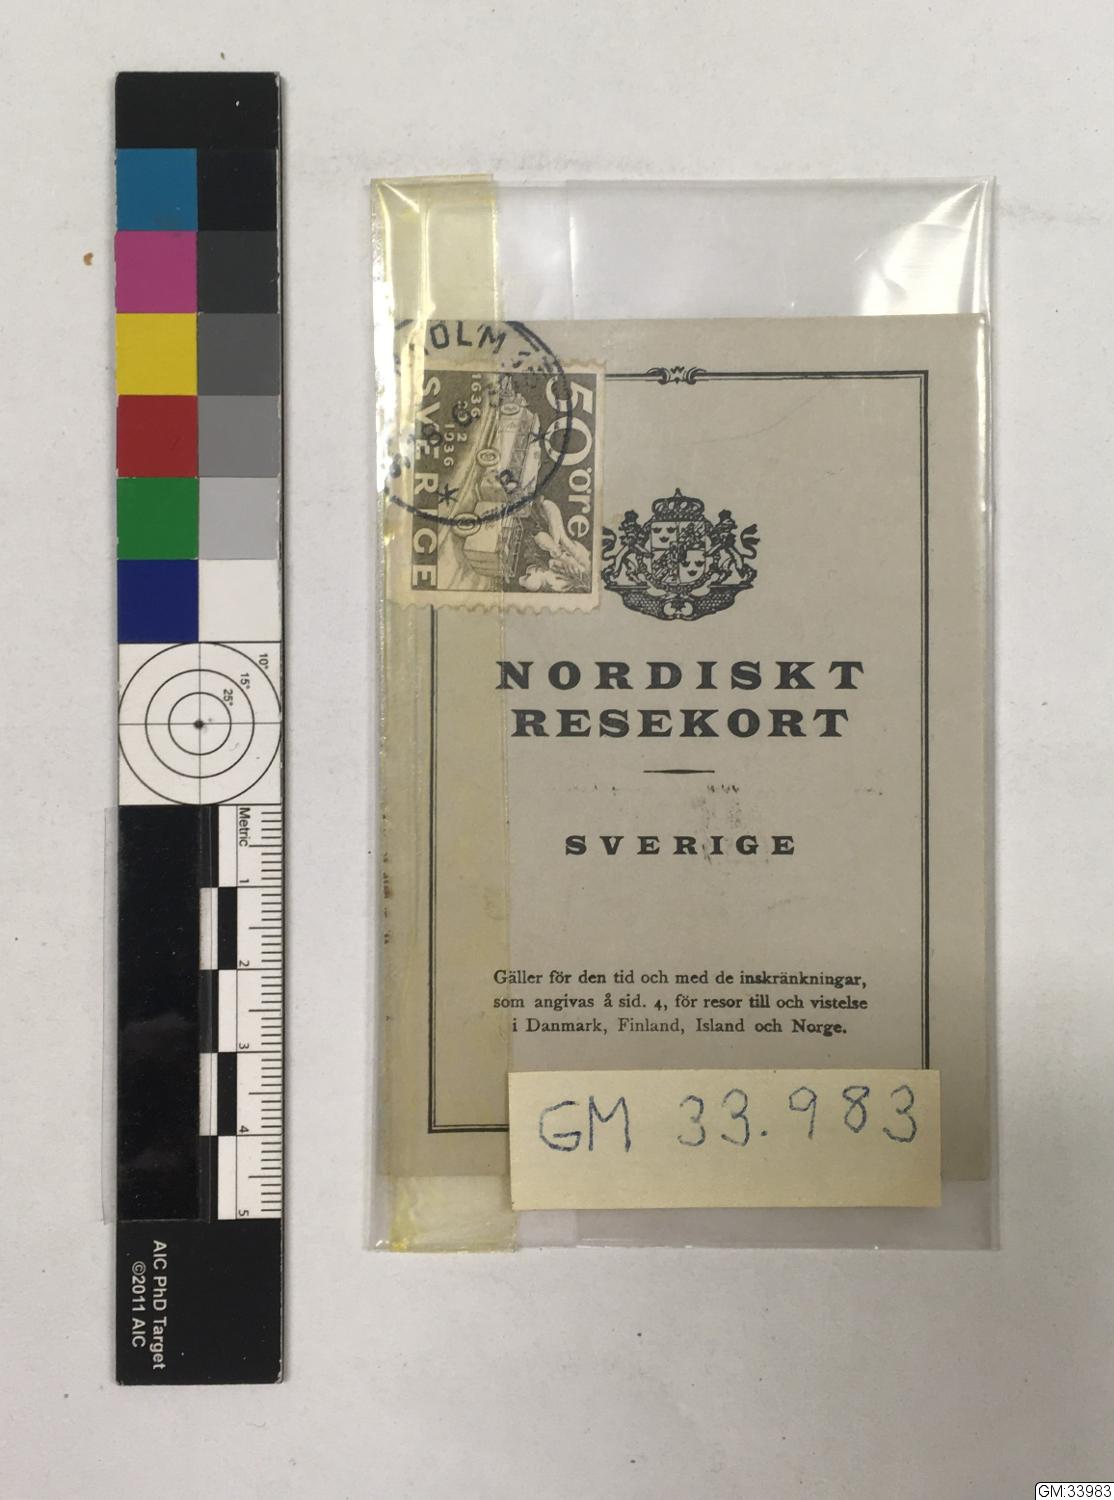 NORDISKT
RESEKORT
SVERIGE
Gäller för den tid och med de inskränkningar,
som angivas å sid. 4, för resor till och vistelse
i Danmark, Finland, Island och Norge.
GM 33.983
50 öre
1636
1936
SVERIGE
OLM
B
10°
15°
25°
Metric
1
2
3
4
5
AIC PhD Target
©2011 AIC
GM:33983